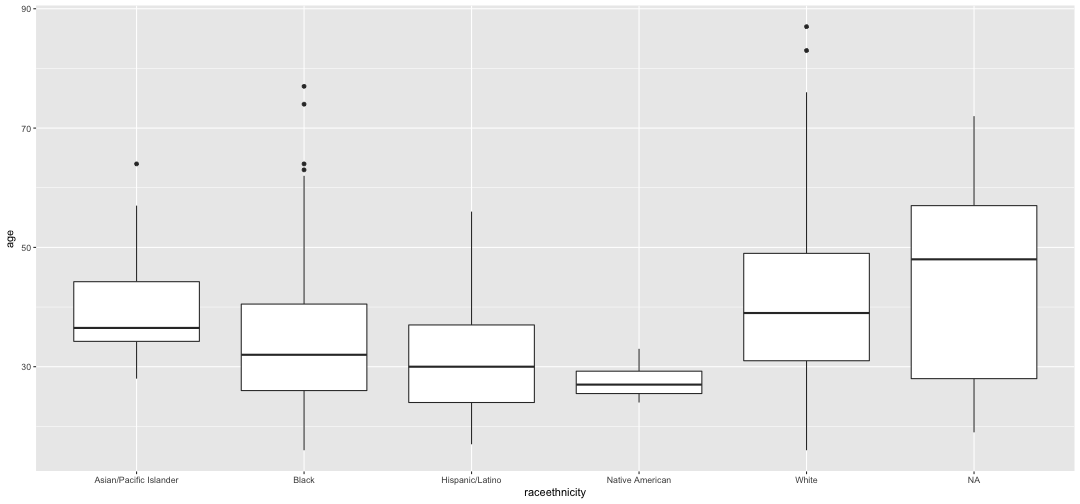 90
70
50
30
age
Asian/Pacific Islander
Black
Hispanic/Latino
Native American
White
NA
raceethnicity